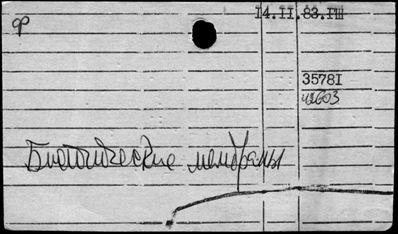 ф
14.II.83.ГШ
35781
43603
Биологические мембраны